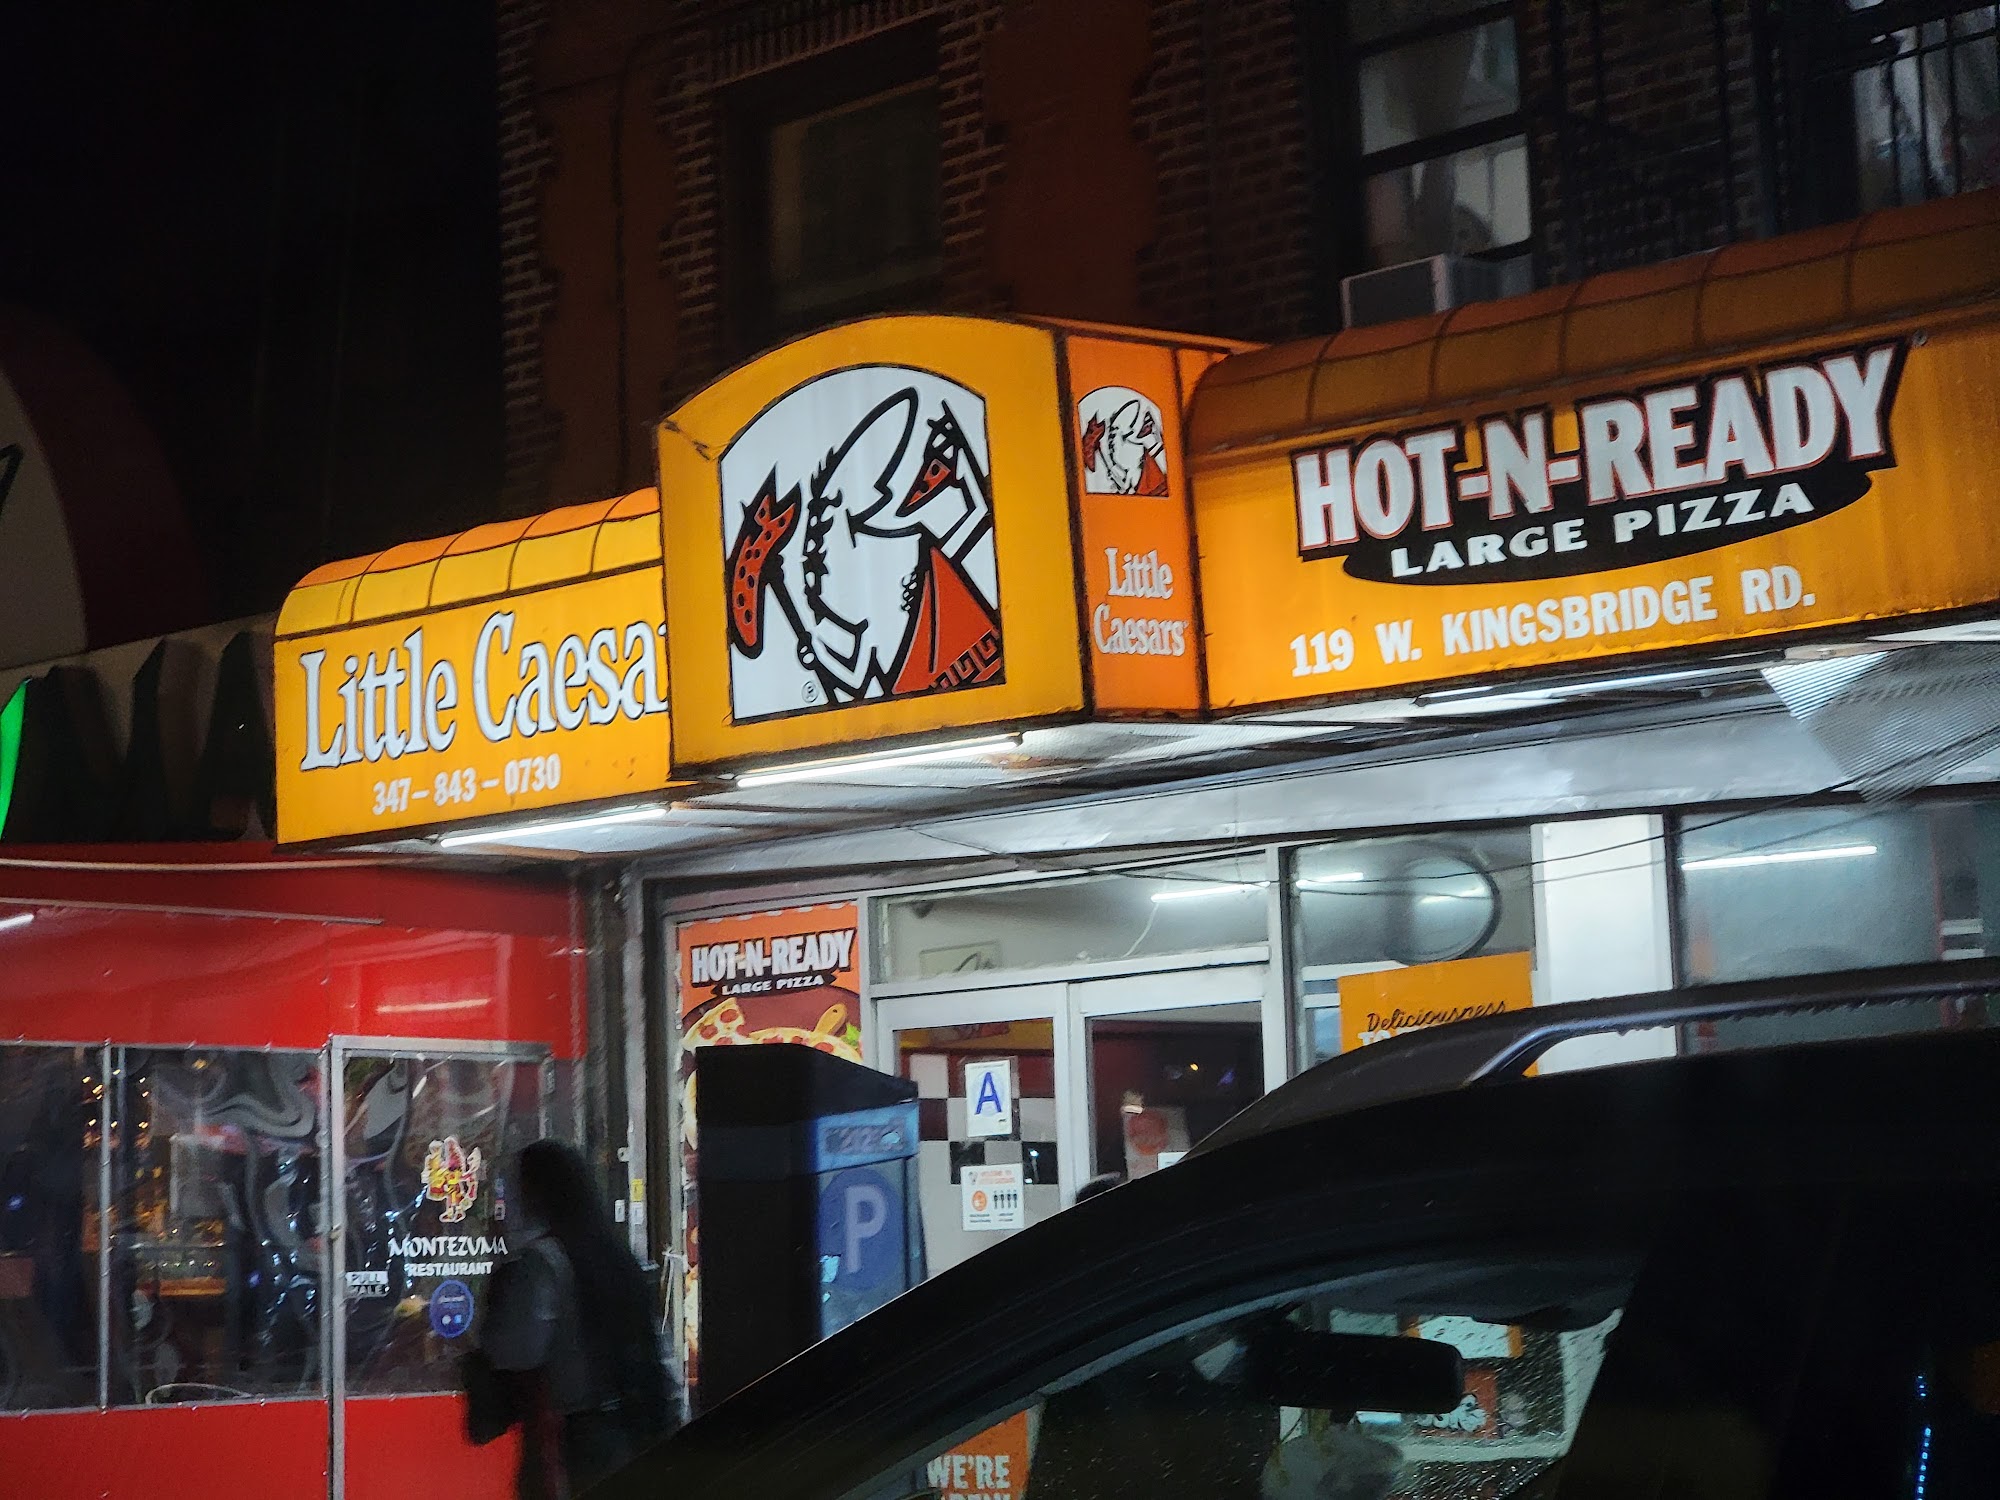 Little Caesa
347-843-0730
®
Little
Caesars
HOT-N-READY
LARGE PIZZA
119 W. KINGSBRIDGE RD.
HOT-N-READY
LARGE PIZZA
Deliciousness
A
P
MONTEZUMA
RESTAURANT
PULL
WE'RE